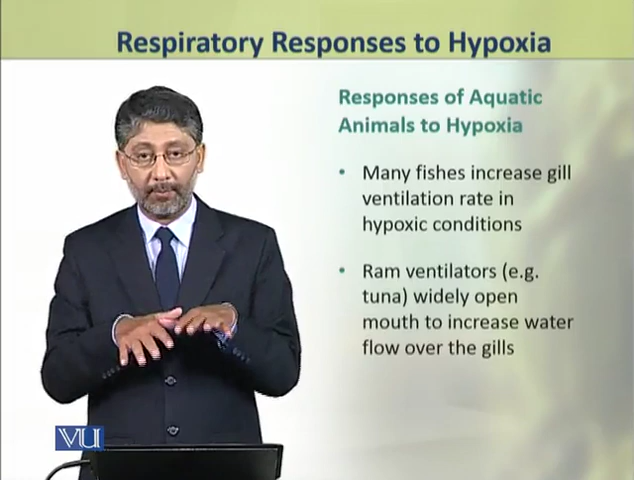 Respiratory Responses to Hypoxia
Responses of Aquatic
Animals to Hypoxia
• Many fishes increase gill
ventilation rate in
hypoxic conditions
• Ram ventilators (e.g.
tuna) widely open
mouth to increase water
flow over the gills
VU